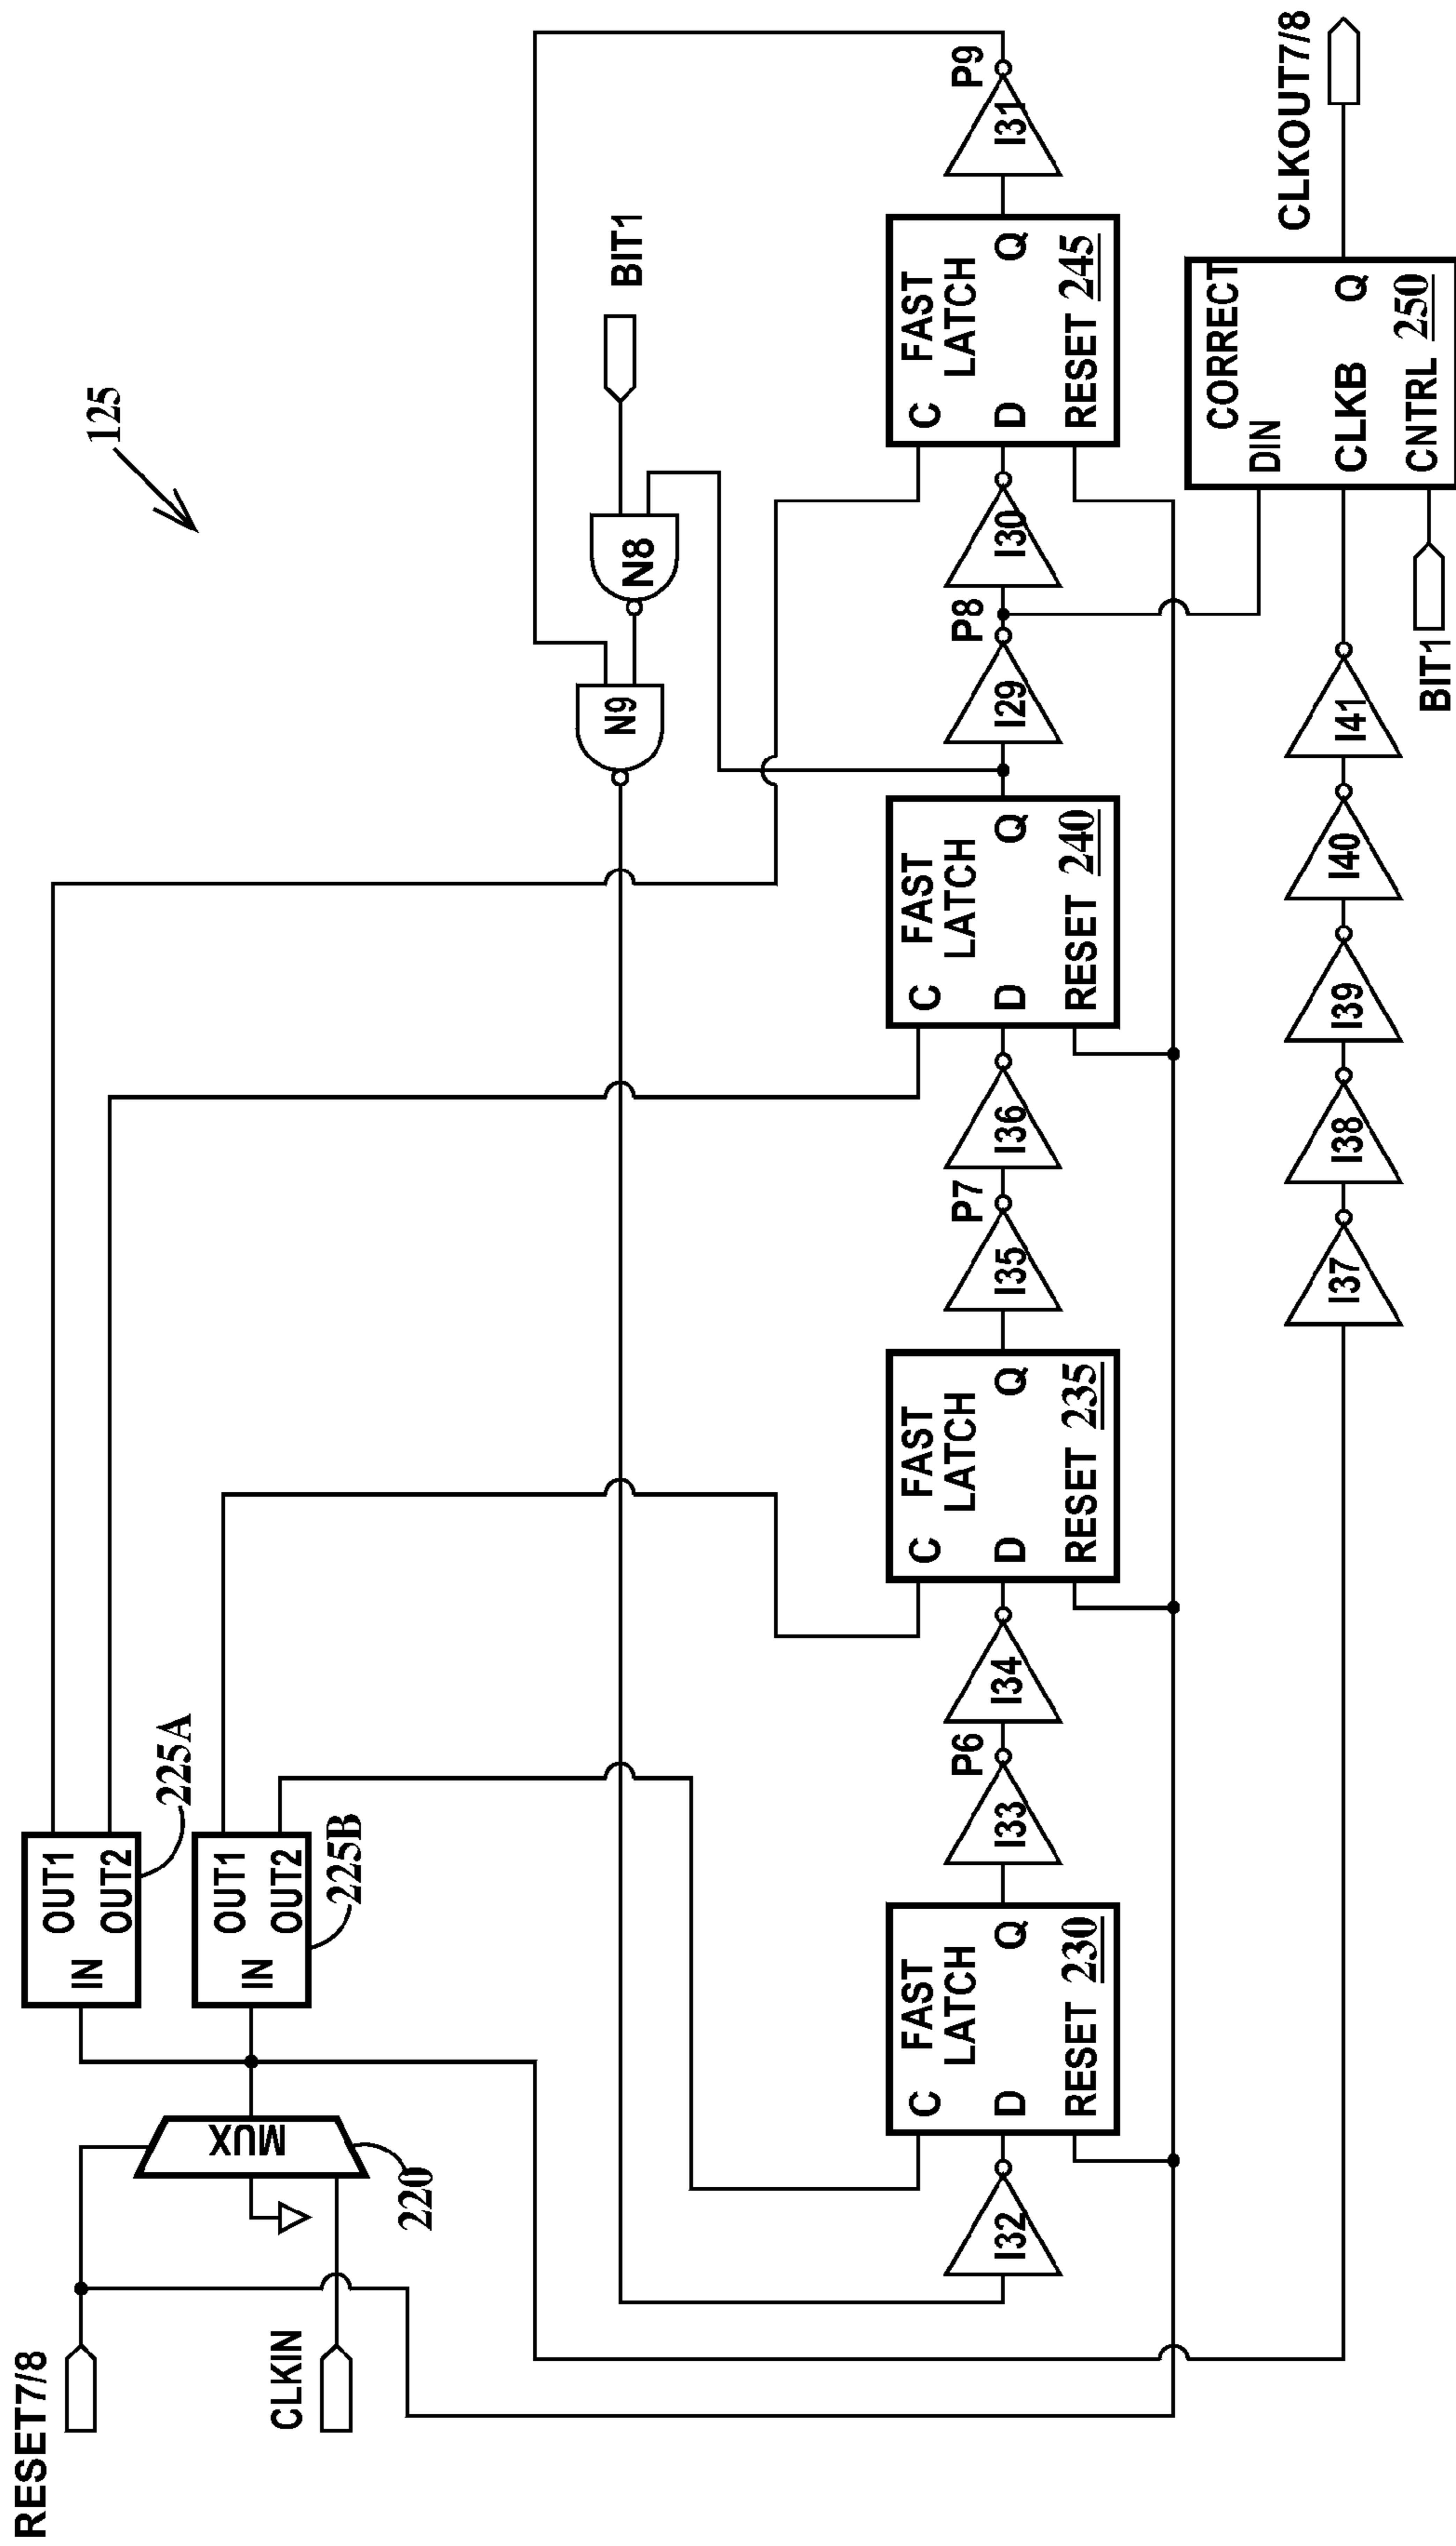 125
RESET7/8
CLKIN
MUX
220
IN
OUT1
OUT2
225A
IN
OUT1
OUT2
225B
BIT1
N8
N9
I32
C
D
FAST
LATCH
Q
RESET 230
I33
P6
I34
C
D
FAST
LATCH
Q
RESET 235
I35
P7
I36
C
D
FAST
LATCH
Q
RESET 240
I29
P8
I30
C
D
FAST
LATCH
Q
RESET 245
I31
P9
I37
I38
I39
I40
I41
BIT1
CORRECT
DIN
CLKB
Q
CNTRL 250
CLKOUT7/8